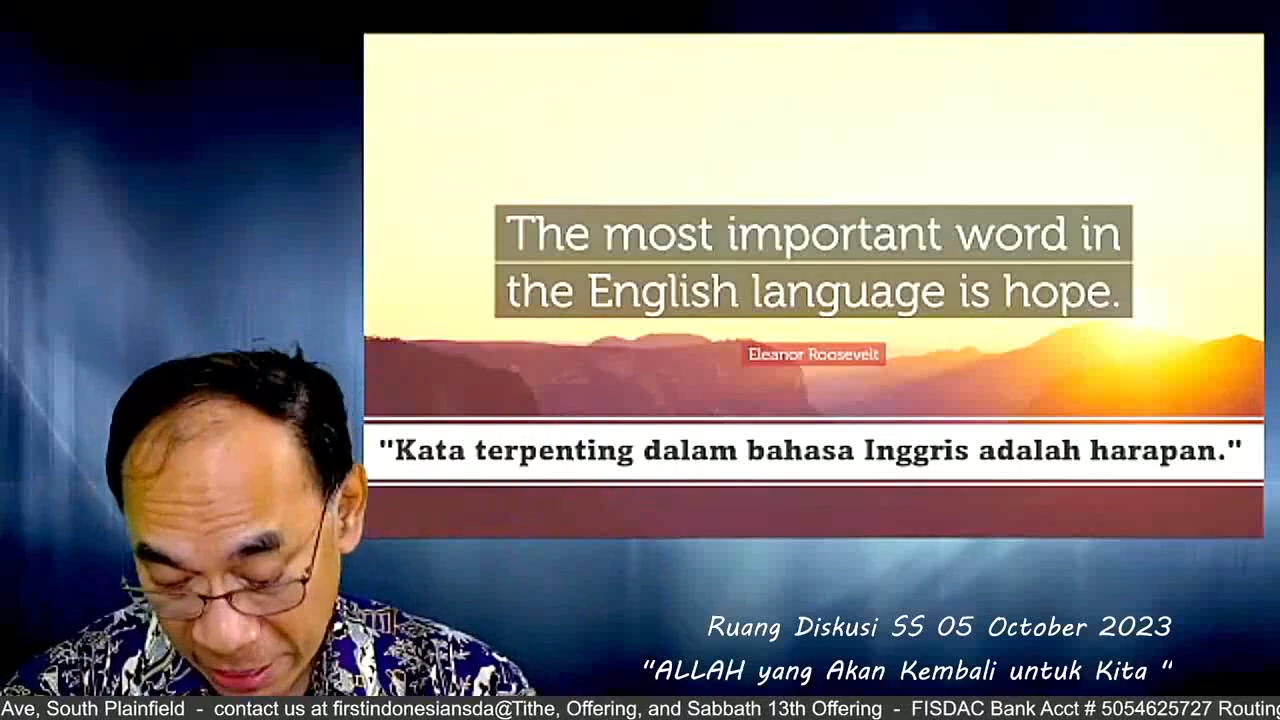 The most important word in
the English language is hope.
Eleanor Roosevelt
"Kata terpenting dalam bahasa Inggris adalah harapan."
Ruang Diskusi SS 05 October 2023
"ALLAH yang Akan Kembali untuk Kita "
Ave, South Plainfield - contact us at firstindonesiansda@Tithe, Offering, and Sabbath 13th Offering - FISDAC Bank Acct # 5054625727 Routing